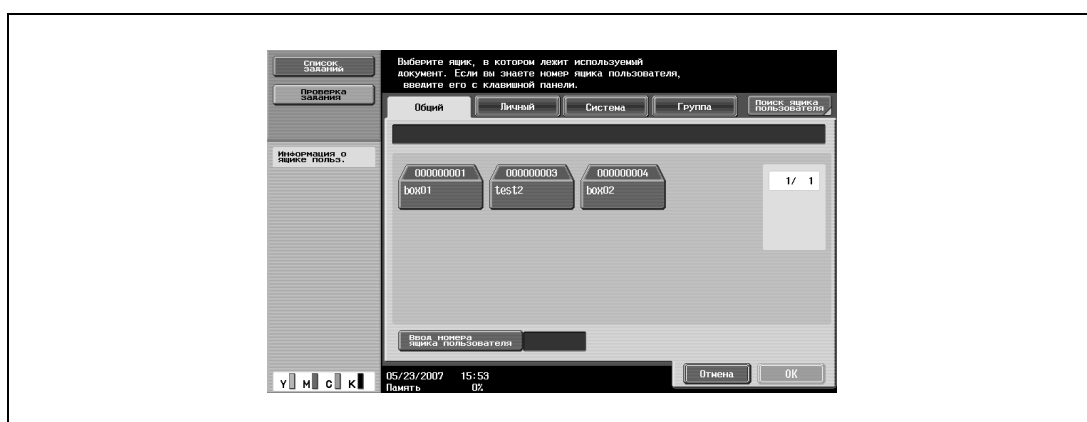 Список
заданий
Проверка
задания
Информация о
ящике польз.
Выберите ящик, в котором лежит используемый
документ. Если вы знаете номер ящика пользователя,
введите его с клавишной панели.
Общий
Личный
Система
Группа
Поиск ящика
пользователя
000000001
box01
000000003
test2
000000004
box02
1/ 1
Ввод номера
ящика пользователя
Y M C K
05/23/2007 15:53
Память 0%
Отмена
OK